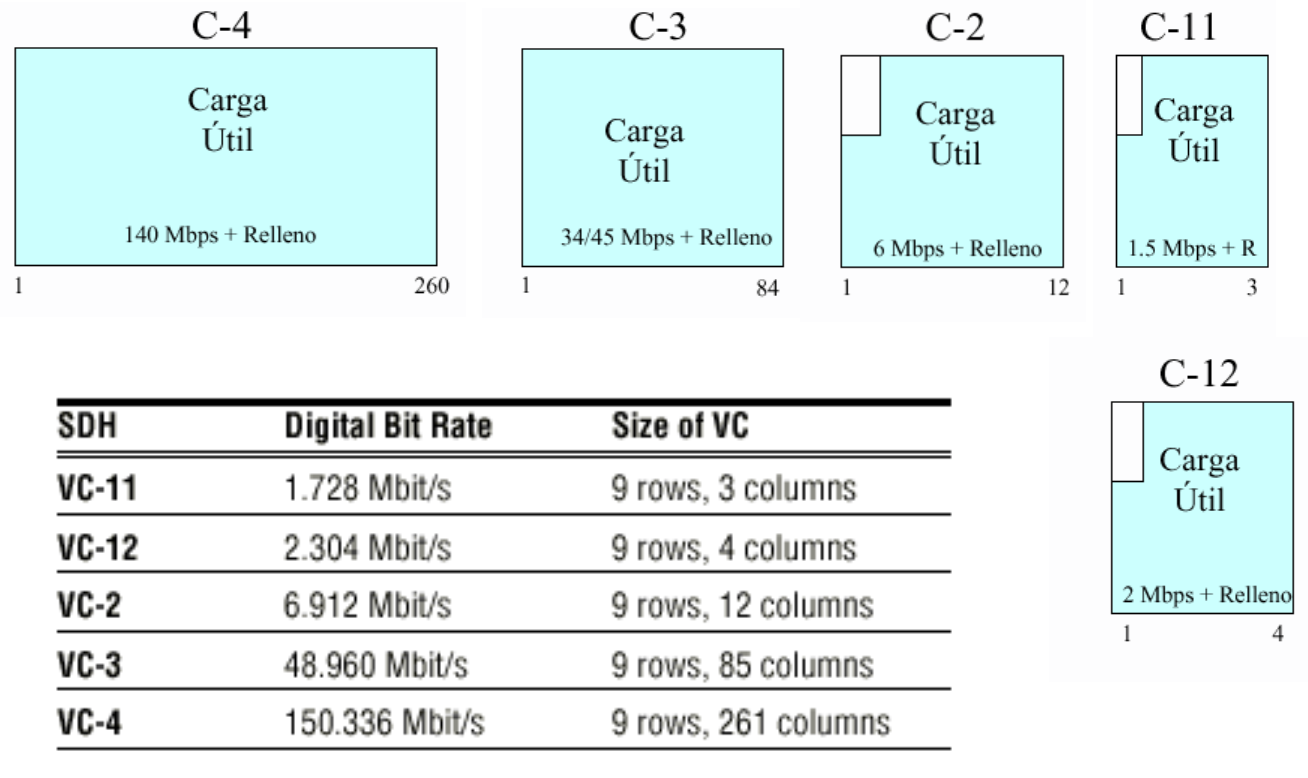 C-4
Carga
Útil
140 Mbps + Relleno
1 260
C-3
Carga
Útil
34/45 Mbps + Relleno
1 84
C-2
Carga
Útil
6 Mbps + Relleno
1 12
C-11
Carga
Útil
1.5 Mbps + R
1 3
C-12
Carga
Útil
2 Mbps + Relleno
1 4
SDH Digital Bit Rate Size of VC
VC-11 1.728 Mbit/s 9 rows, 3 columns
VC-12 2.304 Mbit/s 9 rows, 4 columns
VC-2 6.912 Mbit/s 9 rows, 12 columns
VC-3 48.960 Mbit/s 9 rows, 85 columns
VC-4 150.336 Mbit/s 9 rows, 261 columns